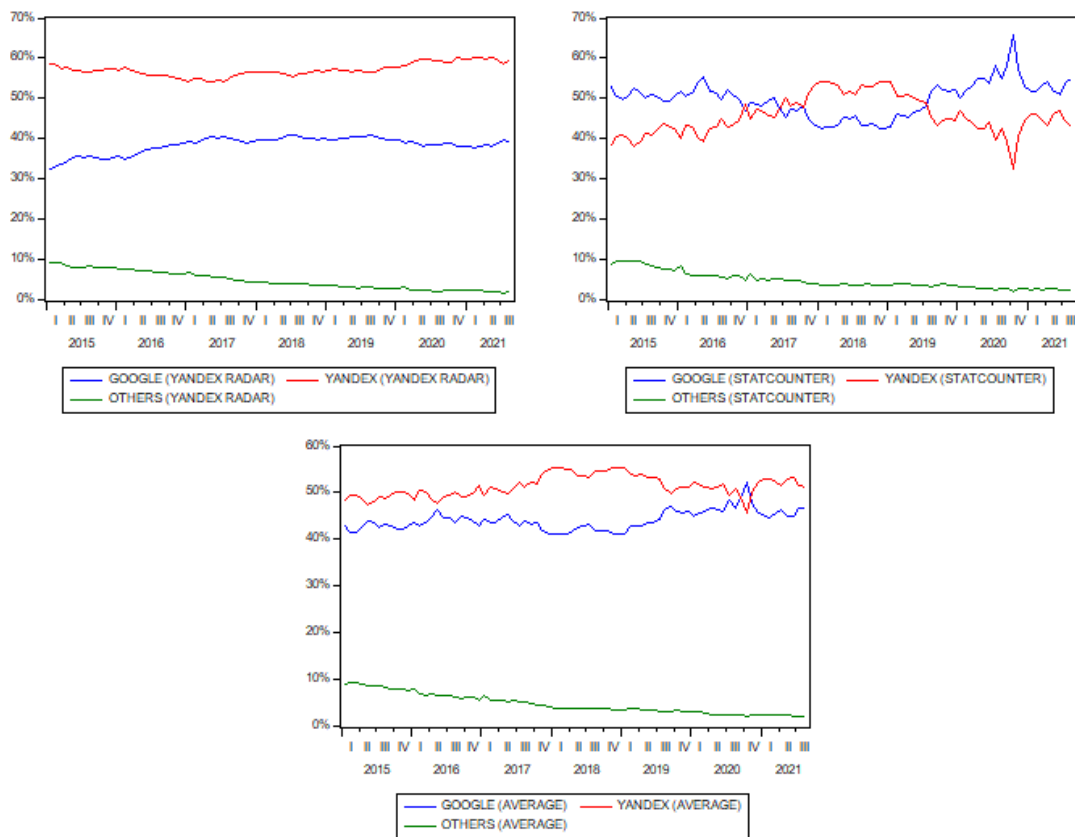 70%
60%
50%
40%
30%
20%
10%
0%
I II III IV I II III IV I II III IV I II III IV I II III IV I II III IV I II III
2015 2016 2017 2018 2019 2020 2021
GOOGLE (YANDEX RADAR) YANDEX (YANDEX RADAR)
OTHERS (YANDEX RADAR)
70%
60%
50%
40%
30%
20%
10%
0%
I II III IV I II III IV I II III IV I II III IV I II III IV I II III IV I II III
2015 2016 2017 2018 2019 2020 2021
GOOGLE (STATCOUNTER) YANDEX (STATCOUNTER)
OTHERS (STATCOUNTER)
60%
50%
40%
30%
20%
10%
0%
I II III IV I II III IV I II III IV I II III IV I II III IV I II III IV I II III
2015 2016 2017 2018 2019 2020 2021
GOOGLE (AVERAGE) YANDEX (AVERAGE)
OTHERS (AVERAGE)